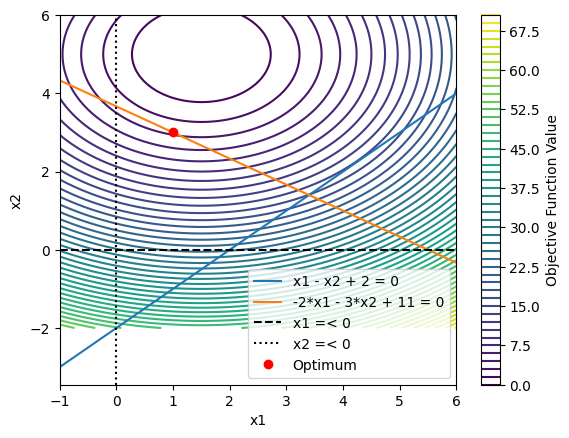 6
4
2
0
−2
x2
−1
0
1
2
3
4
5
6
x1
x1 - x2 + 2 = 0
-2*x1 - 3*x2 + 11 = 0
x1 =< 0
x2 =< 0
Optimum
67.5
60.0
52.5
45.0
37.5
30.0
22.5
15.0
7.5
0.0
Objective Function Value